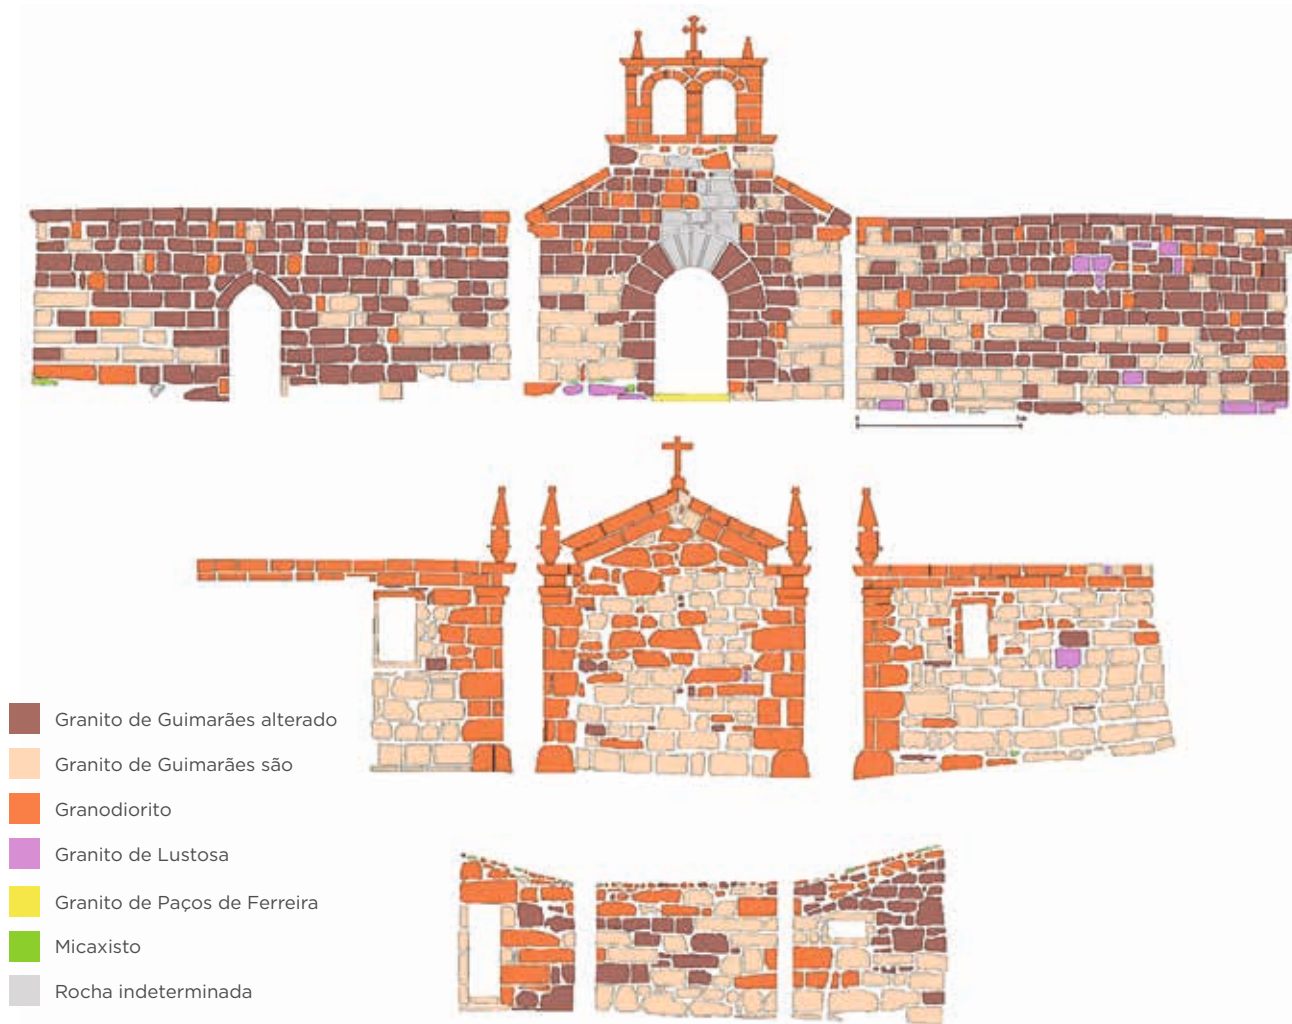 Granito de Guimarães alterado
Granito de Guimarães são
Granodiorito
Granito de Lustosa
Granito de Paços de Ferreira
Micaxisto
Rocha indeterminada